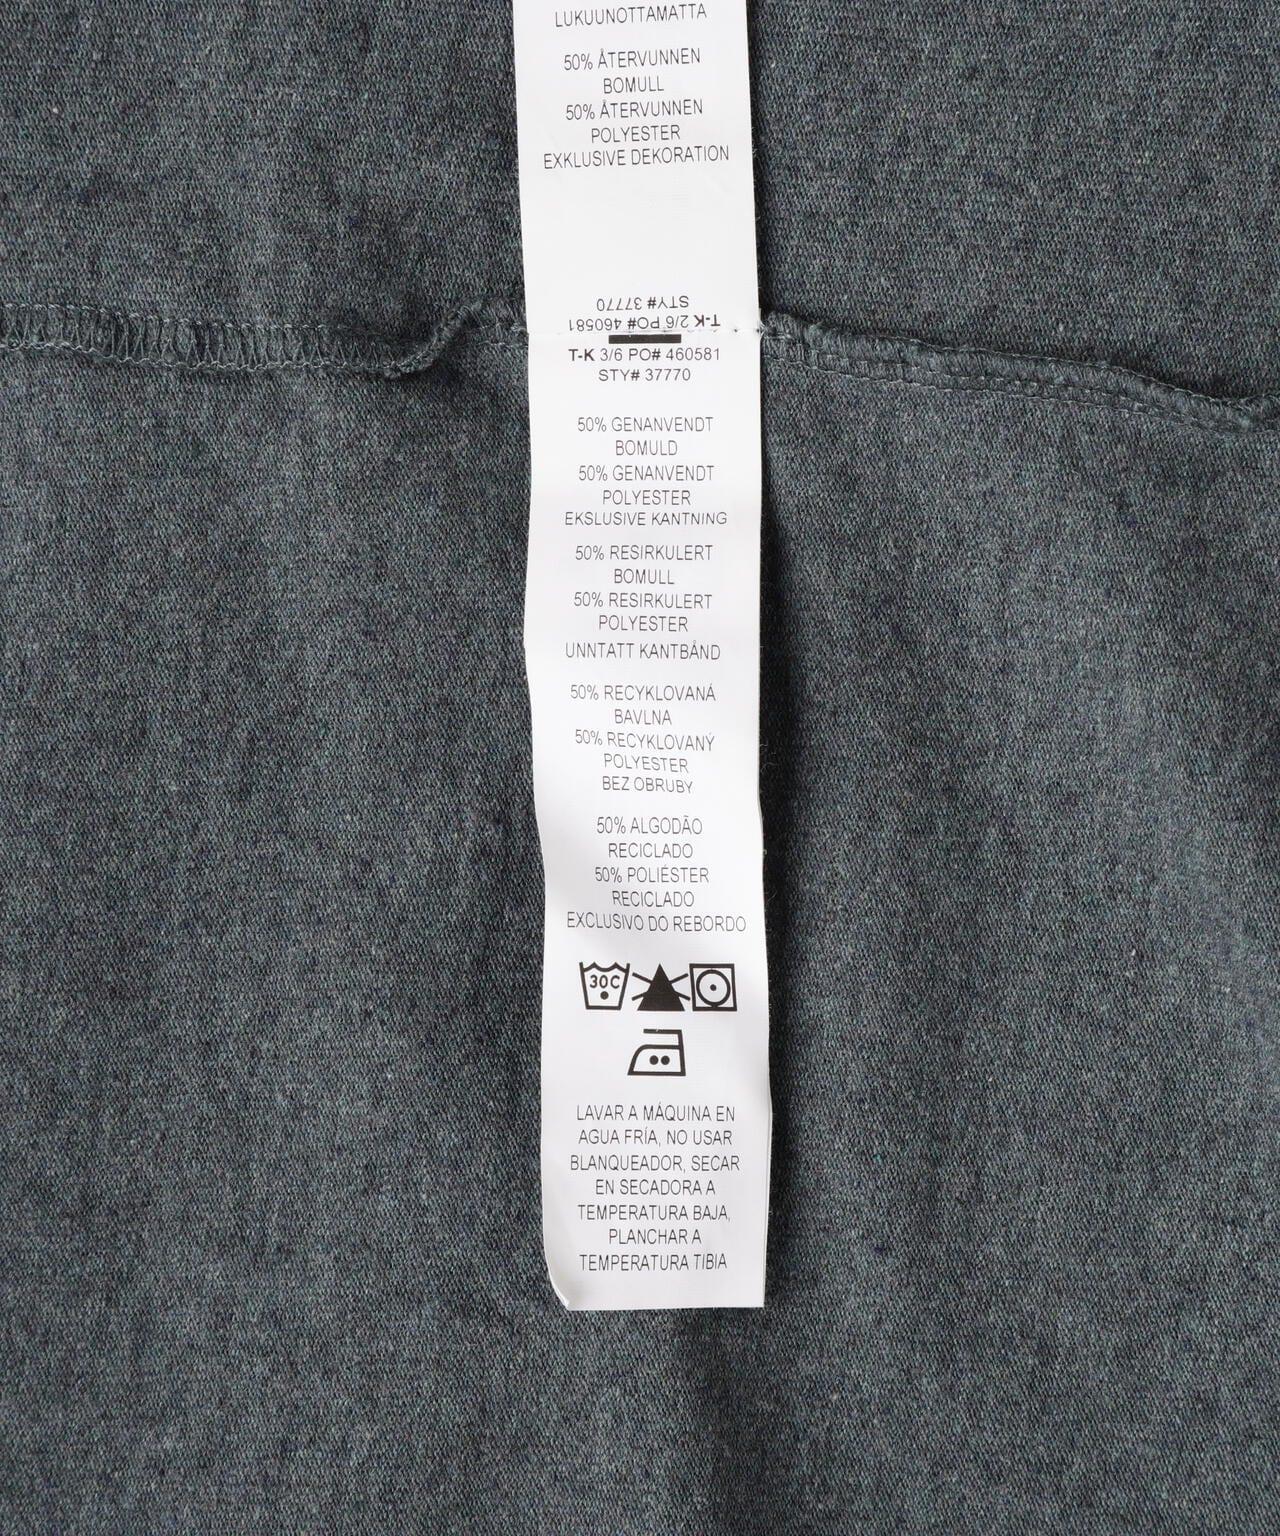 LUKUUNOTTAMATTA
50% ÅTERVUNNEN
BOMULL
50% ÅTERVUNNEN
POLYESTER
EXKLUSIVE DEKORATION
T-K 2/6 PO# 460581
STY# 37770
T-K 3/6 PO# 460581
STY# 37770
50% GENANVENDT
BOMULD
50% GENANVENDT
POLYESTER
EKSLUSIVE KANTNING
50% RESIRKULERT
BOMULL
50% RESIRKULERT
POLYESTER
UNNTATT KANTBÅND
50% RECYKLOVANÁ
BAVLNA
50% RECYKLOVANÝ
POLYESTER
BEZ OBRUBY
50% ALGODÃO
RECICLADO
50% POLIÉSTER
RECICLADO
EXCLUSIVO DO REBORDO
30C
LAVAR A MÁQUINA EN
AGUA FRÍA, NO USAR
BLANQUEADOR, SECAR
EN SECADORA A
TEMPERATURA BAJA,
PLANCHAR A
TEMPERATURA TIBIA